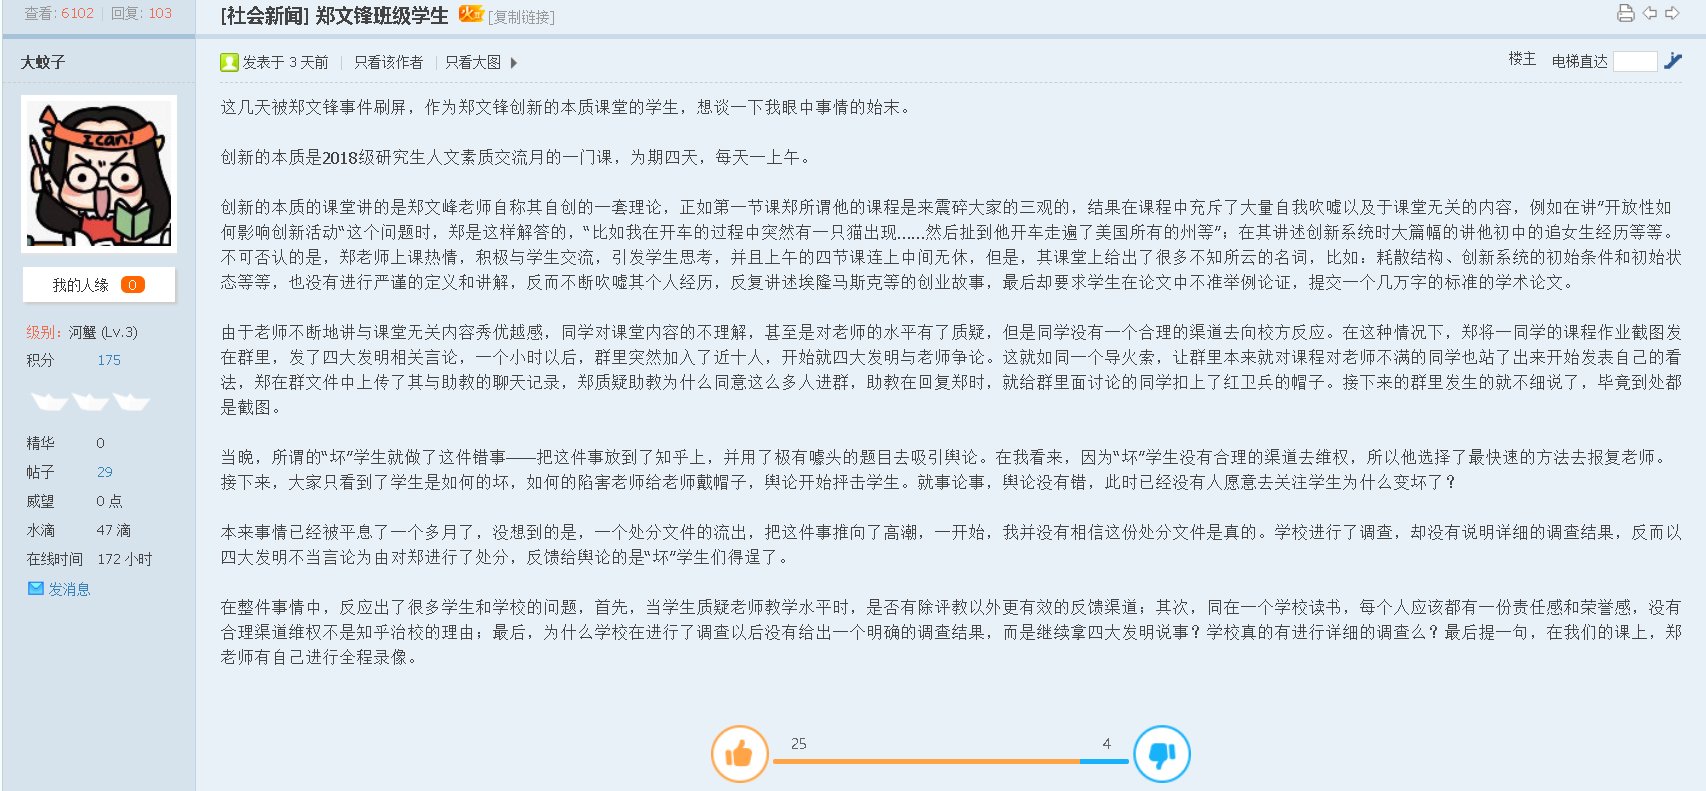 查看: 6102 | 回复: 103
[社会新闻] 郑文锋班级学生 火 [复制链接]
大蚊子
发表于 3 天前 | 只看该作者 | 只看大图
楼主 电梯直达
I can!
我的人缘 0
级别: 河蟹 (Lv.3)
积分 175
精华 0
帖子 29
威望 0 点
水滴 47 滴
在线时间 172 小时
发消息
这几天被郑文锋事件刷屏，作为郑文锋创新的本质课堂的学生，想谈一下我眼中事情的始末。
创新的本质是2018级研究生人文素质交流月的一门课，为期四天，每天一上午。
创新的本质的课堂讲的是郑文峰老师自称其自创的一套理论，正如第一节课郑所谓他的课程是来震碎大家的三观的，结果在课程中充斥了大量自我吹嘘以及于课堂无关的内容，例如在讲”开放性如
何影响创新活动“这个问题时，郑是这样解答的，“比如我在开车的过程中突然有一只猫出现……然后扯到他开车走遍了美国所有的州等”；在其讲述创新系统时大篇幅的讲他初中的追女生经历等等。
不可否认的是，郑老师上课热情，积极与学生交流，引发学生思考，并且上午的四节课连上中间无休，但是，其课堂上给出了很多不知所云的名词，比如：耗散结构、创新系统的初始条件和初始状
态等等，也没有进行严谨的定义和讲解，反而不断吹嘘其个人经历，反复讲述埃隆马斯克等的创业故事，最后却要求学生在论文中不准举例论证，提交一个几万字的标准的学术论文。
由于老师不断地讲与课堂无关内容秀优越感，同学对课堂内容的不理解，甚至是对老师的水平有了质疑，但是同学没有一个合理的渠道去向校方反应。在这种情况下，郑将一同学的课程作业截图发
在群里，发了四大发明相关言论，一个小时以后，群里突然加入了近十人，开始就四大发明与老师争论。这就如同一个导火索，让群里本来就对课程对老师不满的同学也站了出来开始发表自己的看
法，郑在群文件中上传了其与助教的聊天记录，郑质疑助教为什么同意这么多人进群，助教在回复郑时，就给群里面讨论的同学扣上了红卫兵的帽子。接下来的群里发生的就不细说了，毕竟到处都
是截图。
当晚，所谓的“坏”学生就做了这件错事——把这件事放到了知乎上，并用了极有噱头的题目去吸引舆论。在我看来，因为“坏”学生没有合理的渠道去维权，所以他选择了最快速的方法去报复老师。
接下来，大家只看到了学生是如何的坏，如何的陷害老师给老师戴帽子，舆论开始抨击学生。就事论事，舆论没有错，此时已经没有人愿意去关注学生为什么变坏了？
本来事情已经被平息了一个多月了，没想到的是，一个处分文件的流出，把这件事推向了高潮，一开始，我并没有相信这份处分文件是真的。学校进行了调查，却没有说明详细的调查结果，反而以
四大发明不当言论为由对郑进行了处分，反馈给舆论的是“坏”学生们得逞了。
在整件事情中，反应出了很多学生和学校的问题，首先，当学生质疑老师教学水平时，是否有除评教以外更有效的反馈渠道；其次，同在一个学校读书，每个人应该都有一份责任感和荣誉感，没有
合理渠道维权不是知乎治校的理由；最后，为什么学校在进行了调查以后没有给出一个明确的调查结果，而是继续拿四大发明说事？学校真的有进行详细的调查么？最后提一句，在我们的课上，郑
老师有自己进行全程录像。
25 4